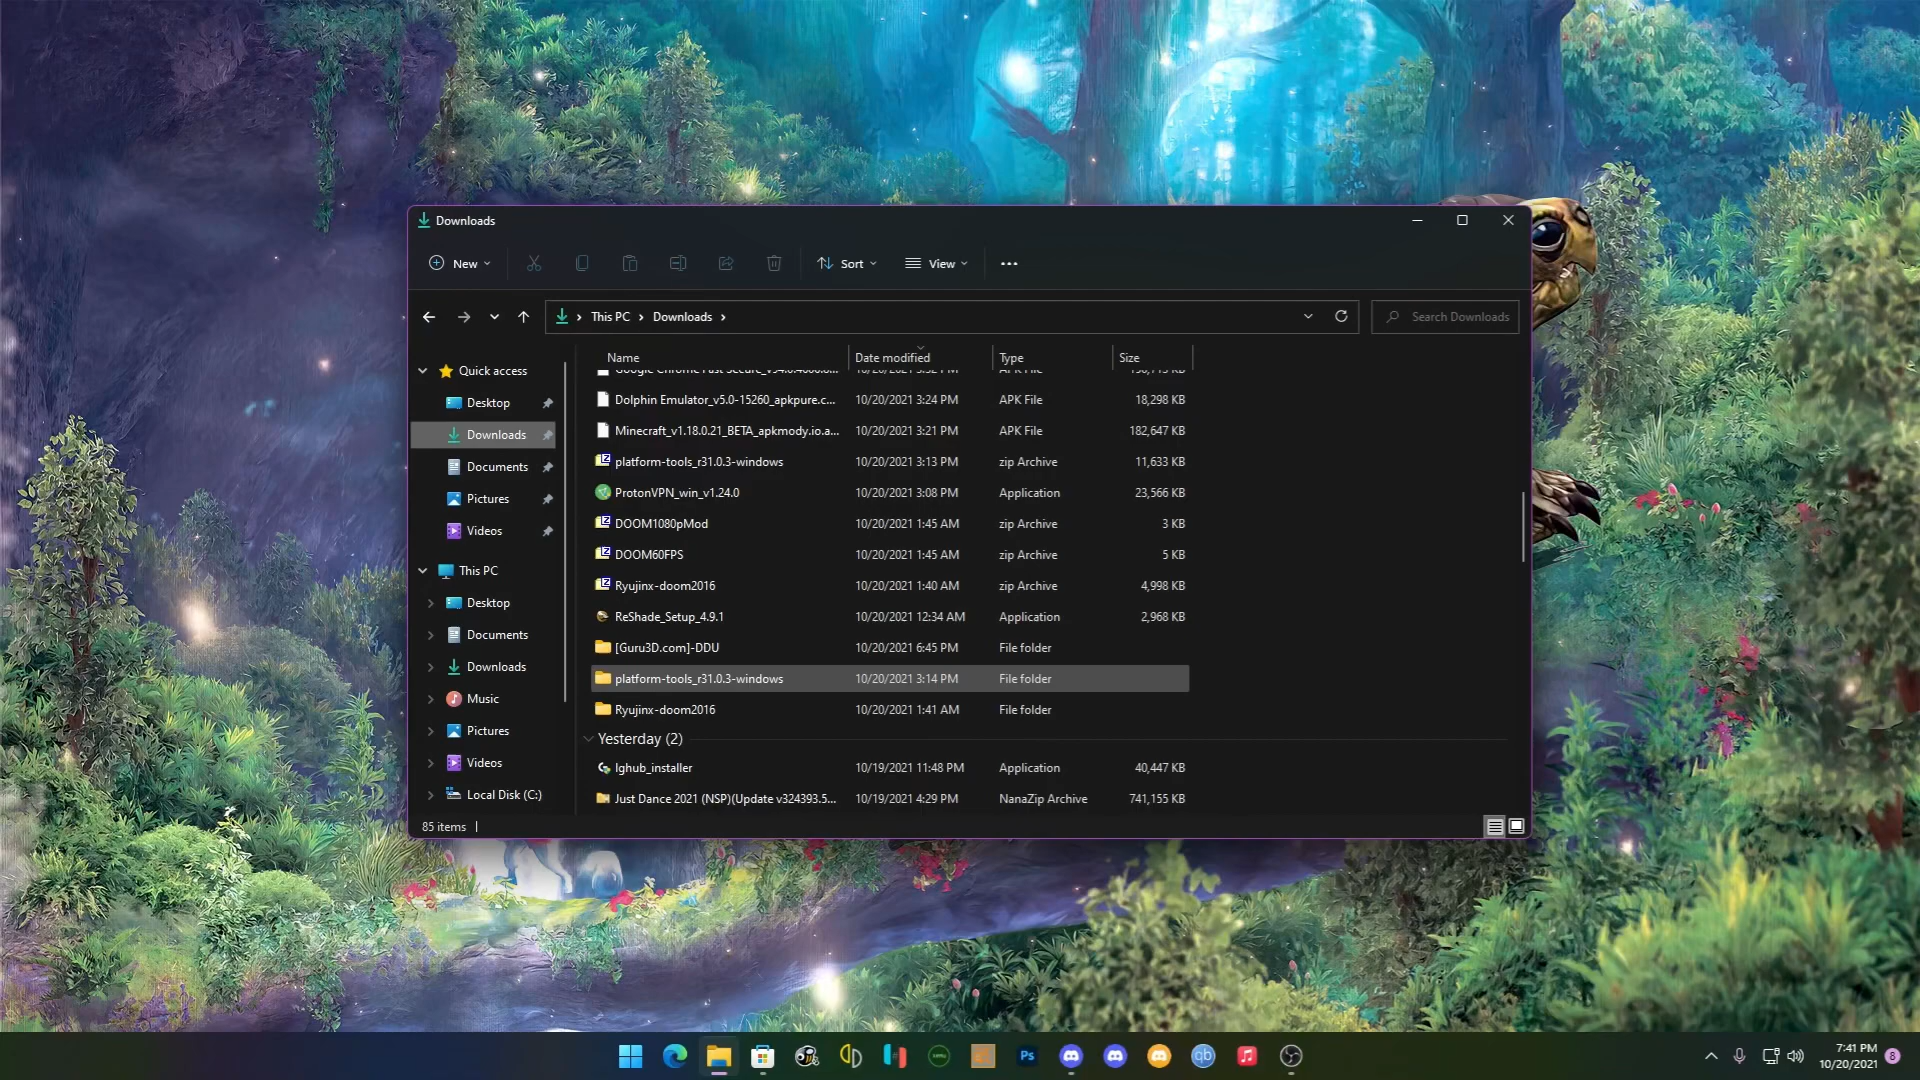 Downloads
New
Sort
View
This PC
Downloads
Search Downloads
Name Date modified Type Size
Quick access
Desktop
Downloads
Documents
Pictures
Videos
This PC
Desktop
Documents
Downloads
Music
Pictures
Videos
Local Disk (C:)
Dolphin Emulator_v5.0-15260_apkpure.c... 10/20/2021 3:24 PM APK File 18,298 KB
Minecraft_v1.18.0.21_BETA_apkmody.io.a... 10/20/2021 3:21 PM APK File 182,647 KB
platform-tools_r31.0.3-windows 10/20/2021 3:13 PM zip Archive 11,633 KB
ProtonVPN_win_v1.24.0 10/20/2021 3:08 PM Application 23,566 KB
DOOM1080pMod 10/20/2021 1:45 AM zip Archive 3 KB
DOOM60FPS 10/20/2021 1:45 AM zip Archive 5 KB
Ryujinx-doom2016 10/20/2021 1:40 AM zip Archive 4,998 KB
ReShade_Setup_4.9.1 10/20/2021 12:34 AM Application 2,968 KB
[Guru3D.com]-DDU 10/20/2021 6:45 PM File folder
platform-tools_r31.0.3-windows 10/20/2021 3:14 PM File folder
Ryujinx-doom2016 10/20/2021 1:41 AM File folder
Yesterday (2)
lghub_installer 10/19/2021 11:48 PM Application 40,447 KB
Just Dance 2021 (NSP)(Update v324393.5... 10/19/2021 4:29 PM NanaZip Archive 741,155 KB
85 items
Ps
qb
7:41 PM
10/20/2021
8